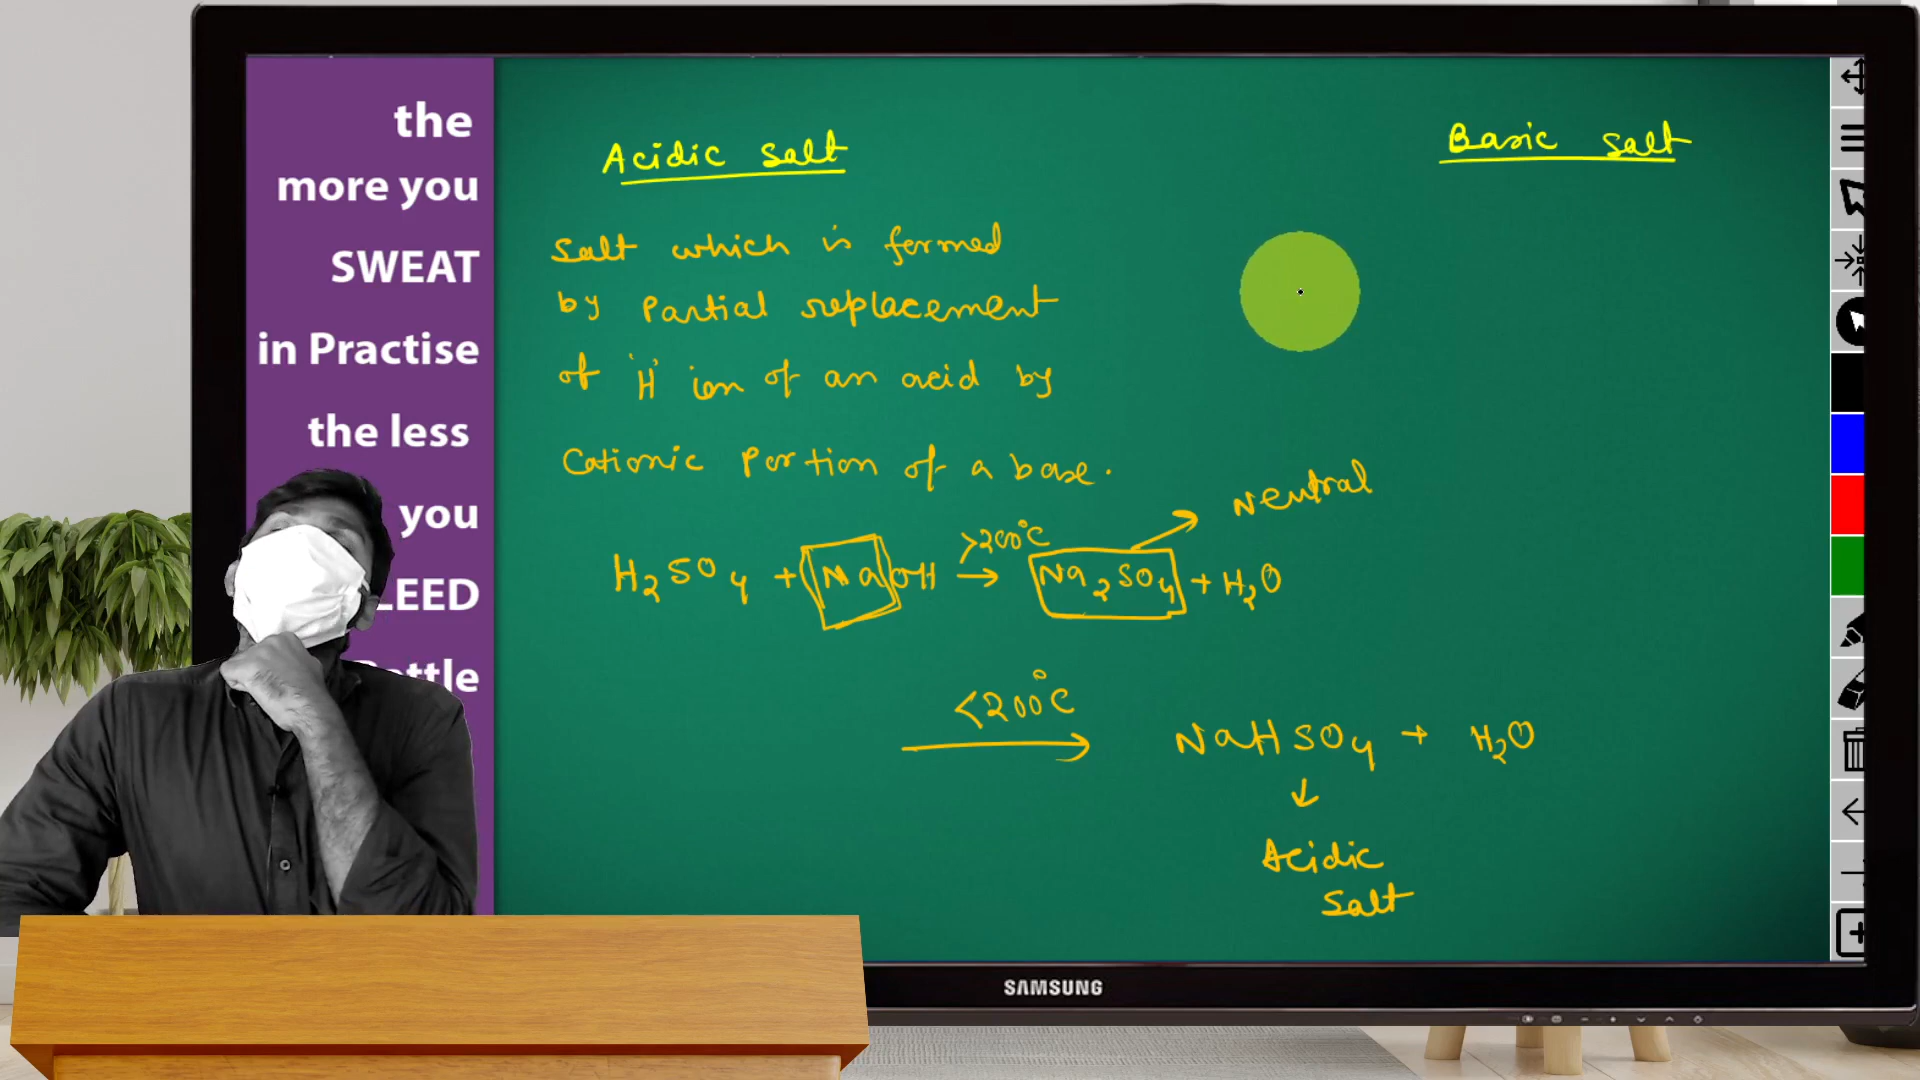 the
more you
SWEAT
in Practise
the less
you
LEED
ttle
Acidic Salt
Basic Salt
Salt which is formed
by Partial replacement
of 'H' ion of an acid by
Cationic Portion of a base.
Neutral
>200°C
H₂SO₄ + NaOH → Na₂SO₄ + H₂O
<200°C
NaHSO₄ + H₂O
Acidic
Salt
SAMSUNG